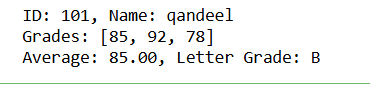 ID: 101, Name: qandeel
Grades: [85, 92, 78]
Average: 85.00, Letter Grade: B